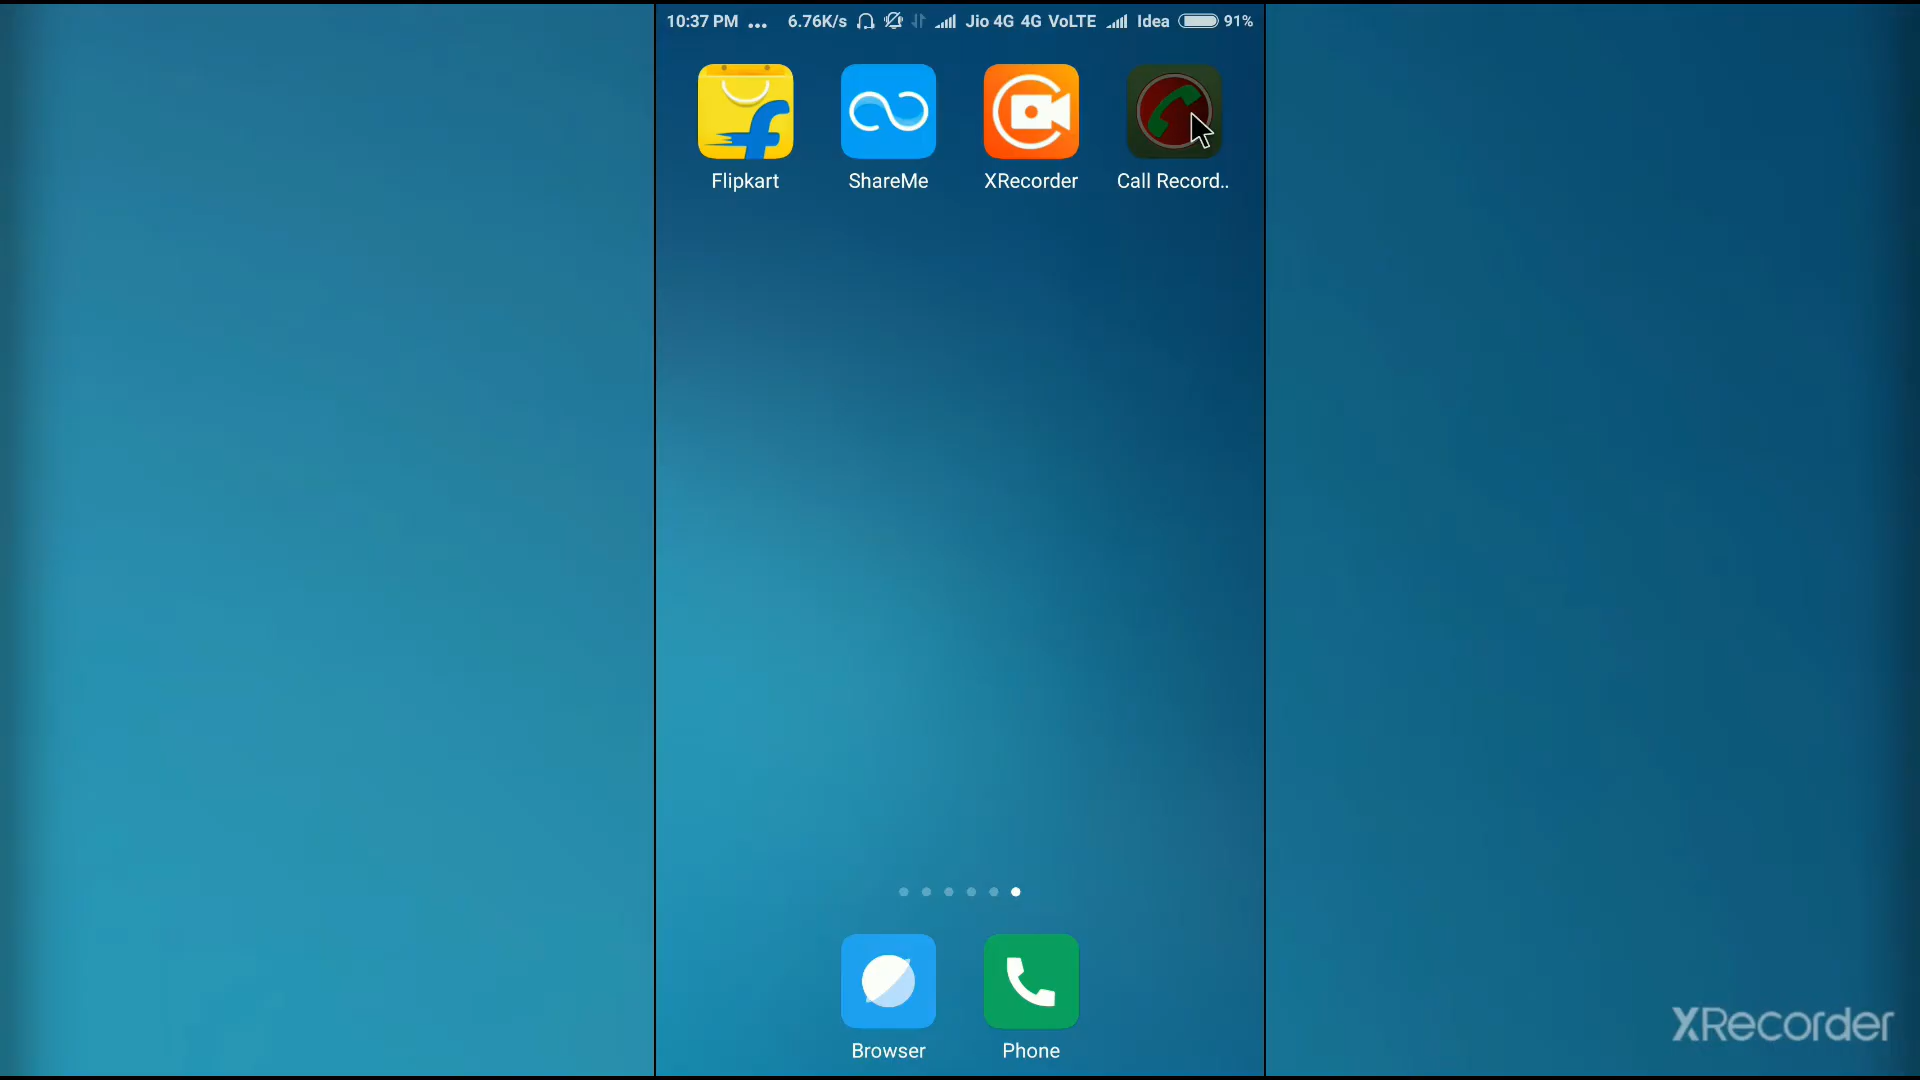 10:37 PM ... 6.76K/s Jio 4G 4G VoLTE Idea 91%
Flipkart ShareMe XRecorder Call Record..
Browser Phone
XRecorder